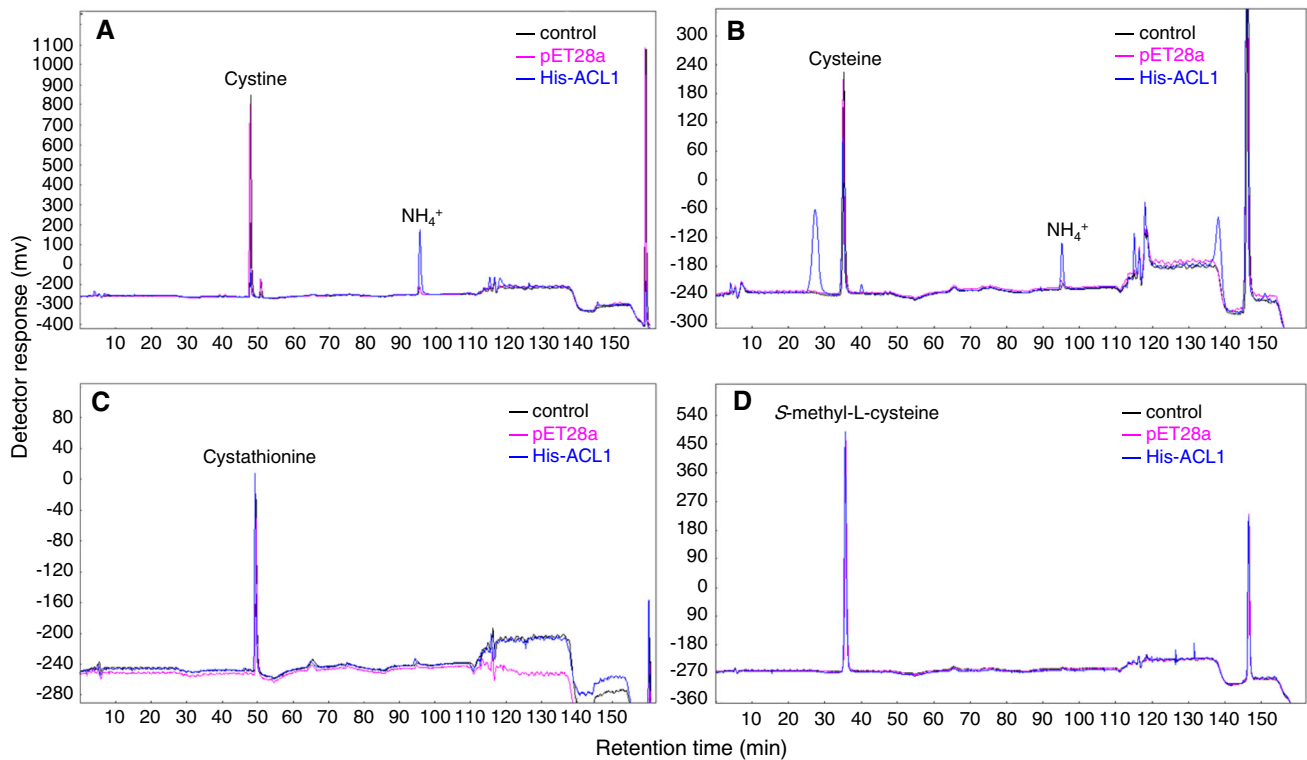 A
control
pET28a
His-ACL1
Cystine
NH₄⁺
1100
1000
900
800
700
600
500
400
300
200
100
0
-200
-300
-400
10 20 30 40 50 60 70 80 90 100 110 120 130 140 150
B
control
pET28a
His-ACL1
Cysteine
NH₄⁺
300
240
180
120
60
0
-60
-120
-180
-240
-300
10 20 30 40 50 60 70 80 90 100 110 120 130 140 150
C
control
pET28a
His-ACL1
Cystathionine
80
40
0
-40
-80
-120
-160
-200
-240
-280
10 20 30 40 50 60 70 80 90 100 110 120 130 140 150
D
control
pET28a
His-ACL1
S-methyl-L-cysteine
540
450
360
270
180
90
0
90
-180
-270
-360
10 20 30 40 50 60 70 80 90 100 110 120 130 140 150
Detector response (mv)
Retention time (min)